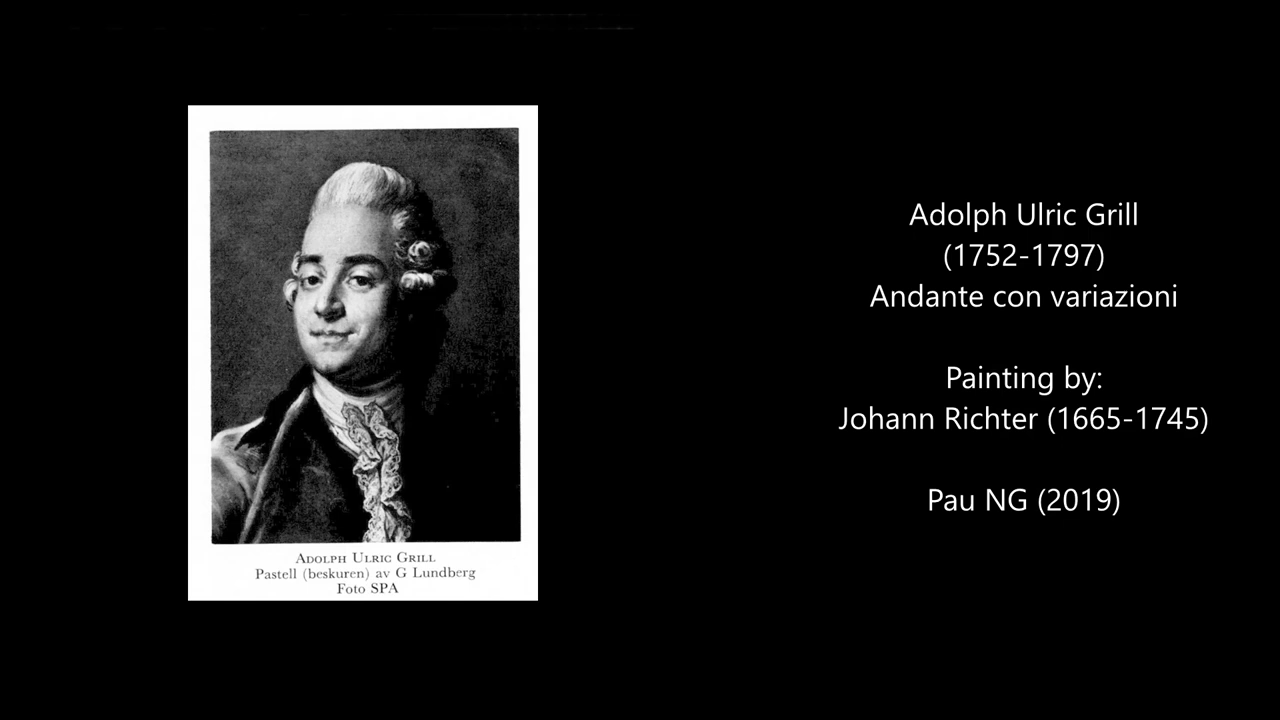 Adolph Ulric Grill
(1752-1797)
Andante con variazioni
Painting by:
Johann Richter (1665-1745)
Pau NG (2019)
ADOLPH ULRIC GRILL
Pastell (beskuren) av G Lundberg
Foto SPA